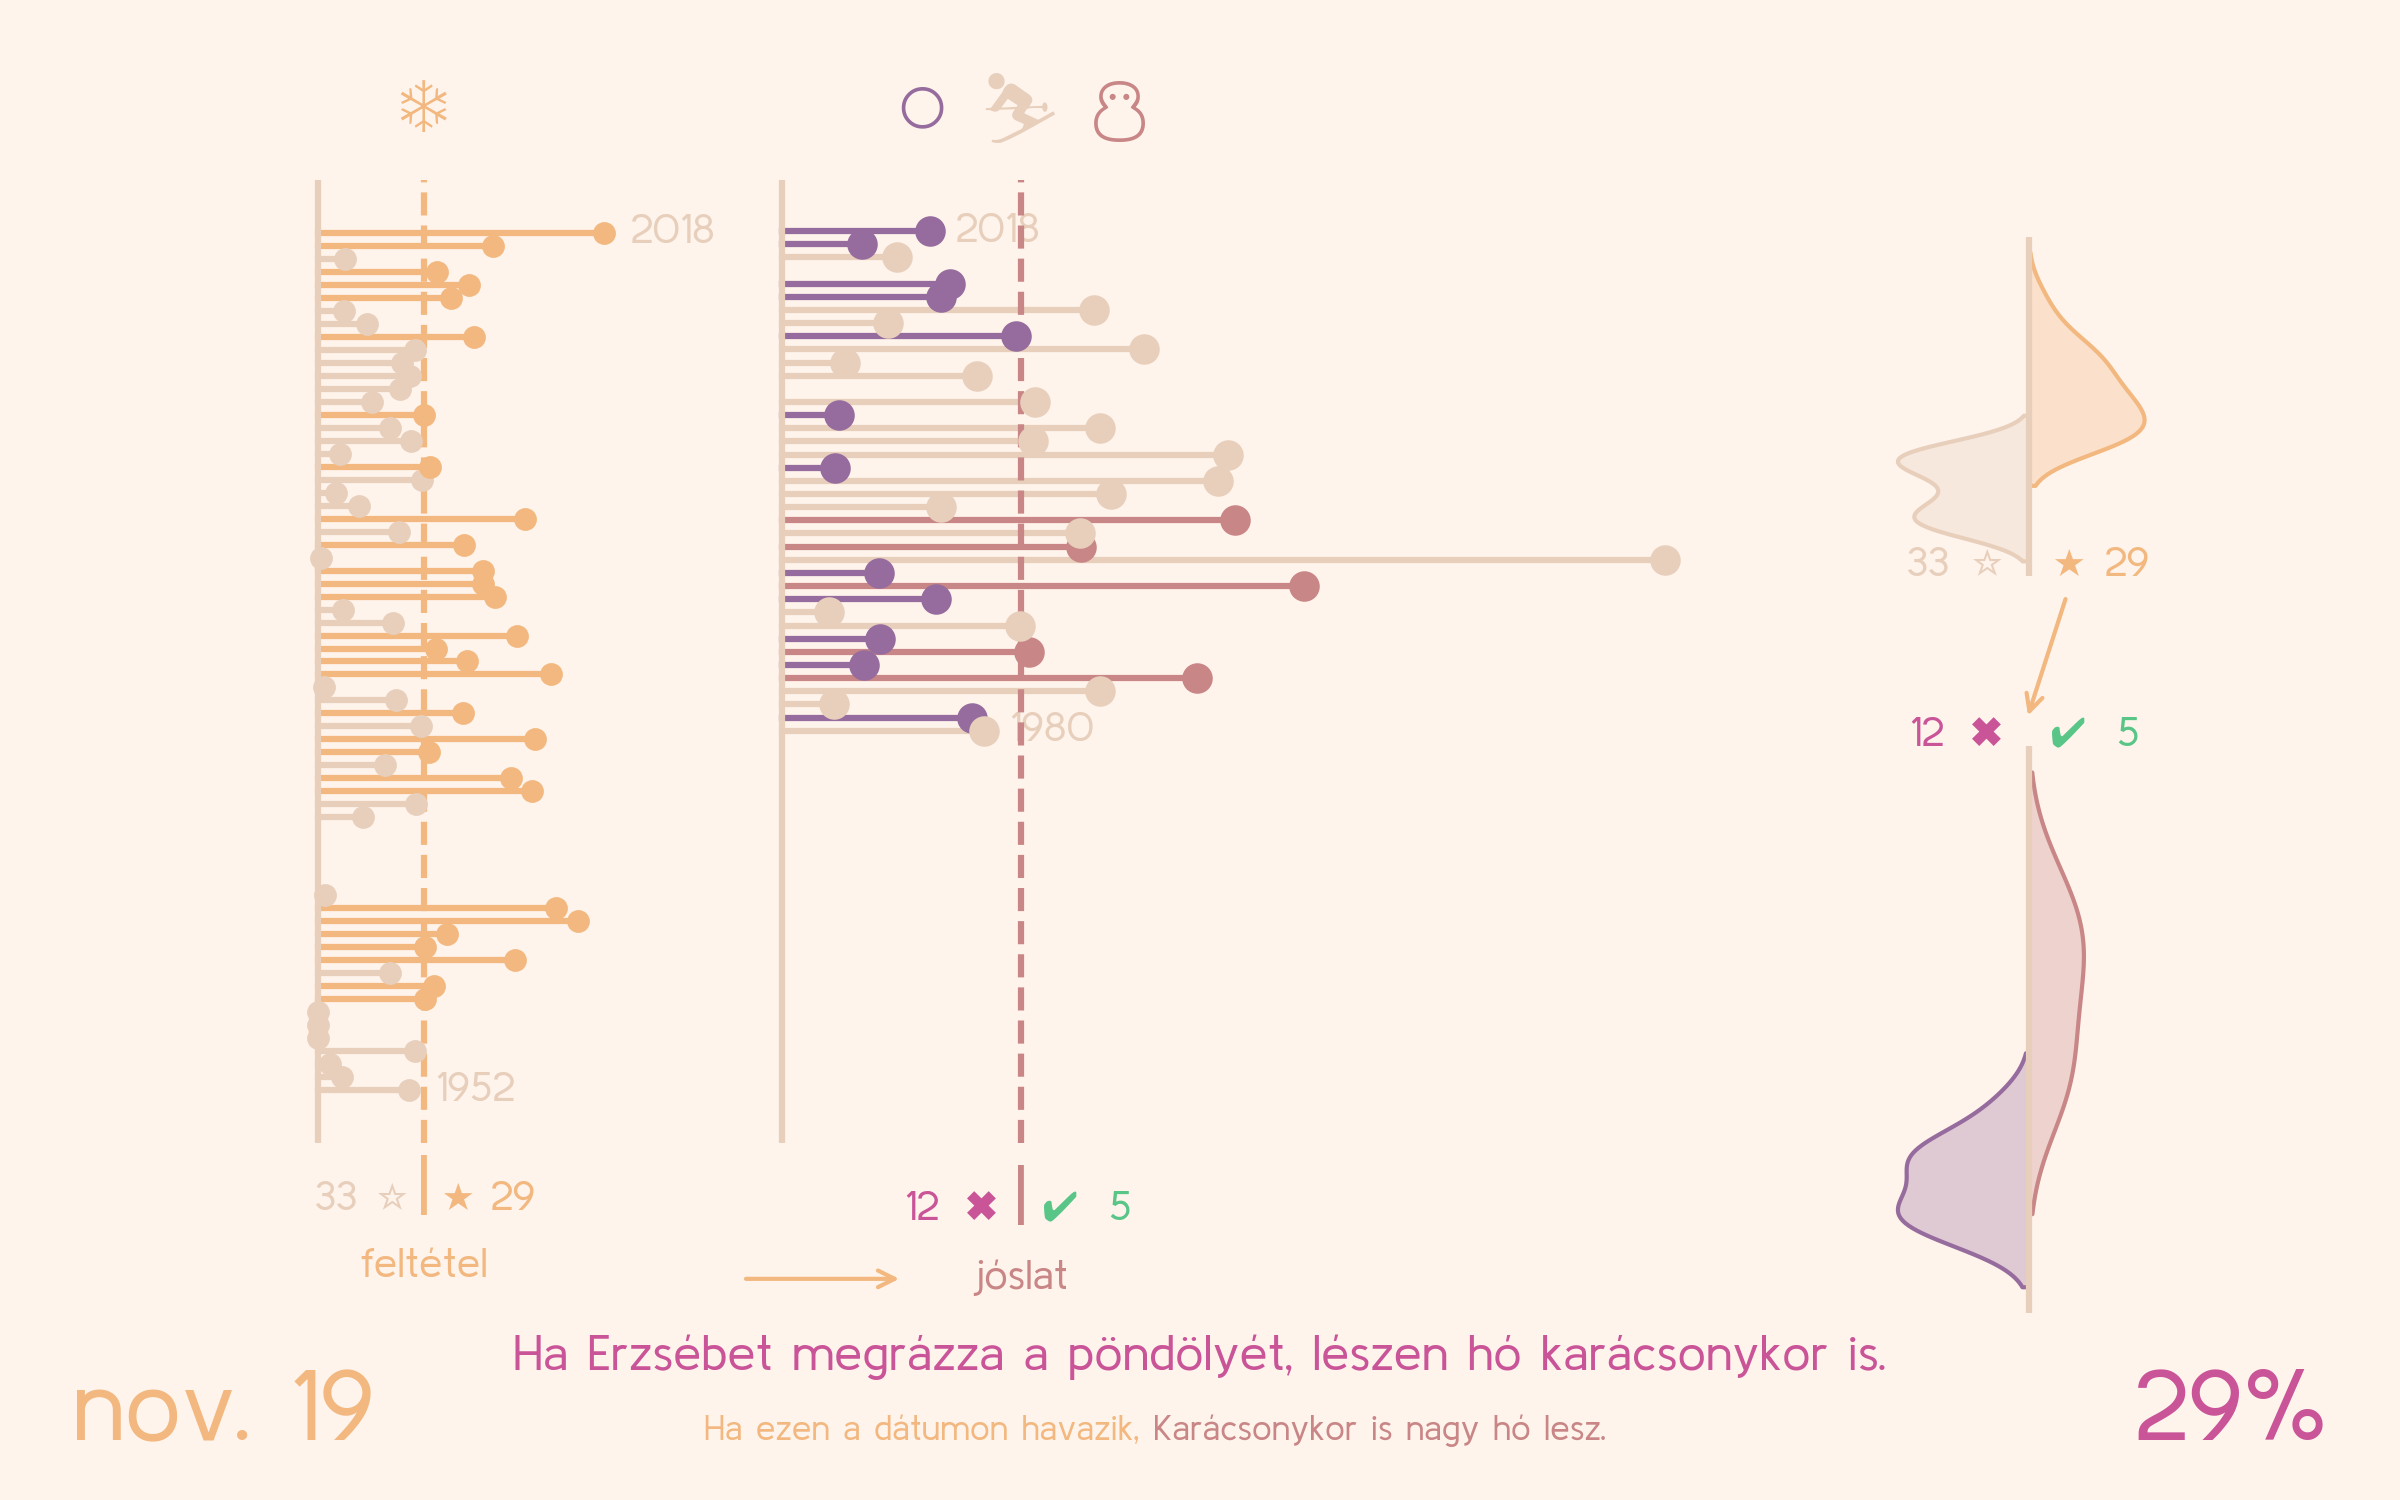 2018
2018
1980
1952
33 ☆ ★ 29
12 ✖ ✔ 5
33 ☆ ★ 29
12 ✖ ✔ 5
feltétel
jóslat
Ha Erzsébet megrázza a pöndölyét, lészen hó karácsonykor is.
nov. 19
29%
Ha ezen a dátumon havazik, Karácsonykor is nagy hó lesz.